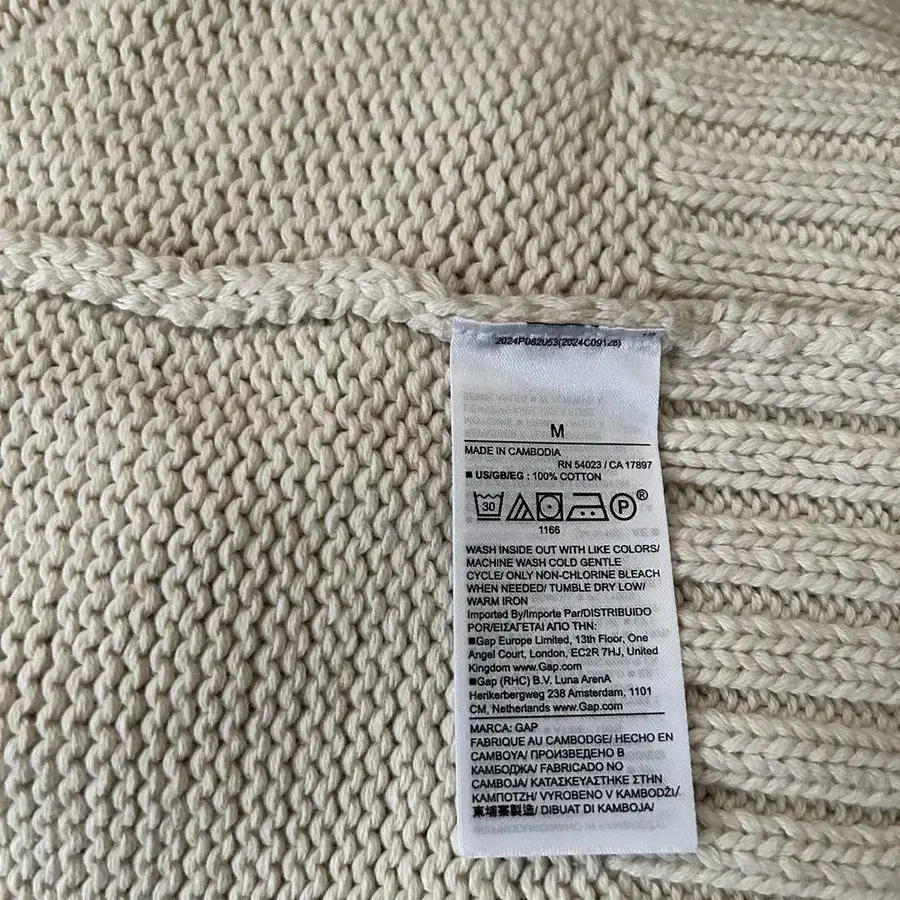 2024P082053(2024C09128)
M
MADE IN CAMBODIA
RN 54023 / CA 17897
■ US/GB/EG : 100% COTTON
30 P ®
1166
WASH INSIDE OUT WITH LIKE COLORS/
MACHINE WASH COLD GENTLE
CYCLE/ ONLY NON-CHLORINE BLEACH
WHEN NEEDED/ TUMBLE DRY LOW/
WARM IRON
Imported By/Importe Par/DISTRIBUIDO
POR/ΕΙΣΑΓΕΤΑΙ ΑΠΟ ΤΗΝ:
■Gap Europe Limited, 13th Floor, One
Angel Court, London, EC2R 7HJ, United
Kingdom www.Gap.com
■Gap (RHC) B.V. Luna ArenA
Herikerbergweg 238 Amsterdam, 1101
CM, Netherlands www.Gap.com
MARCA: GAP
FABRIQUE AU CAMBODGE/ HECHO EN
CAMBOYA/ ПРОИЗВЕДЕНО В
КАМБОДЖА/ FABRICADO NO
CAMBOJA/ ΚΑΤΑΣΚΕΥΑΣΤΗΚΕ ΣΤΗΝ
ΚΑΜΠΟΤΖΗ/ VYROBENO V KAMBODŽI/
柬埔寨製造/ DIBUAT DI KAMBOJA/